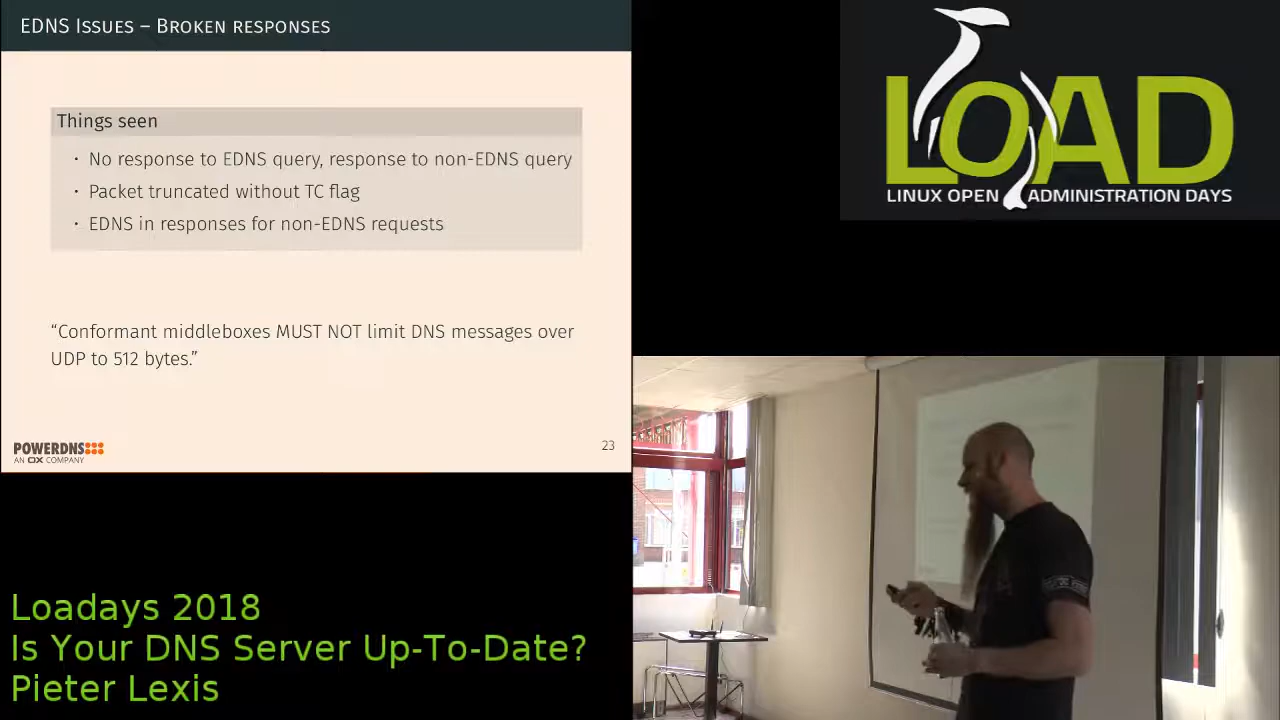 EDNS Issues – Broken responses
Things seen
· No response to EDNS query, response to non-EDNS query
· Packet truncated without TC flag
· EDNS in responses for non-EDNS requests
“Conformant middleboxes MUST NOT limit DNS messages over
UDP to 512 bytes.”
POWERDNS
AN OX COMPANY
23
LOAD
LINUX OPEN ADMINISTRATION DAYS
Loadays 2018
Is Your DNS Server Up-To-Date?
Pieter Lexis